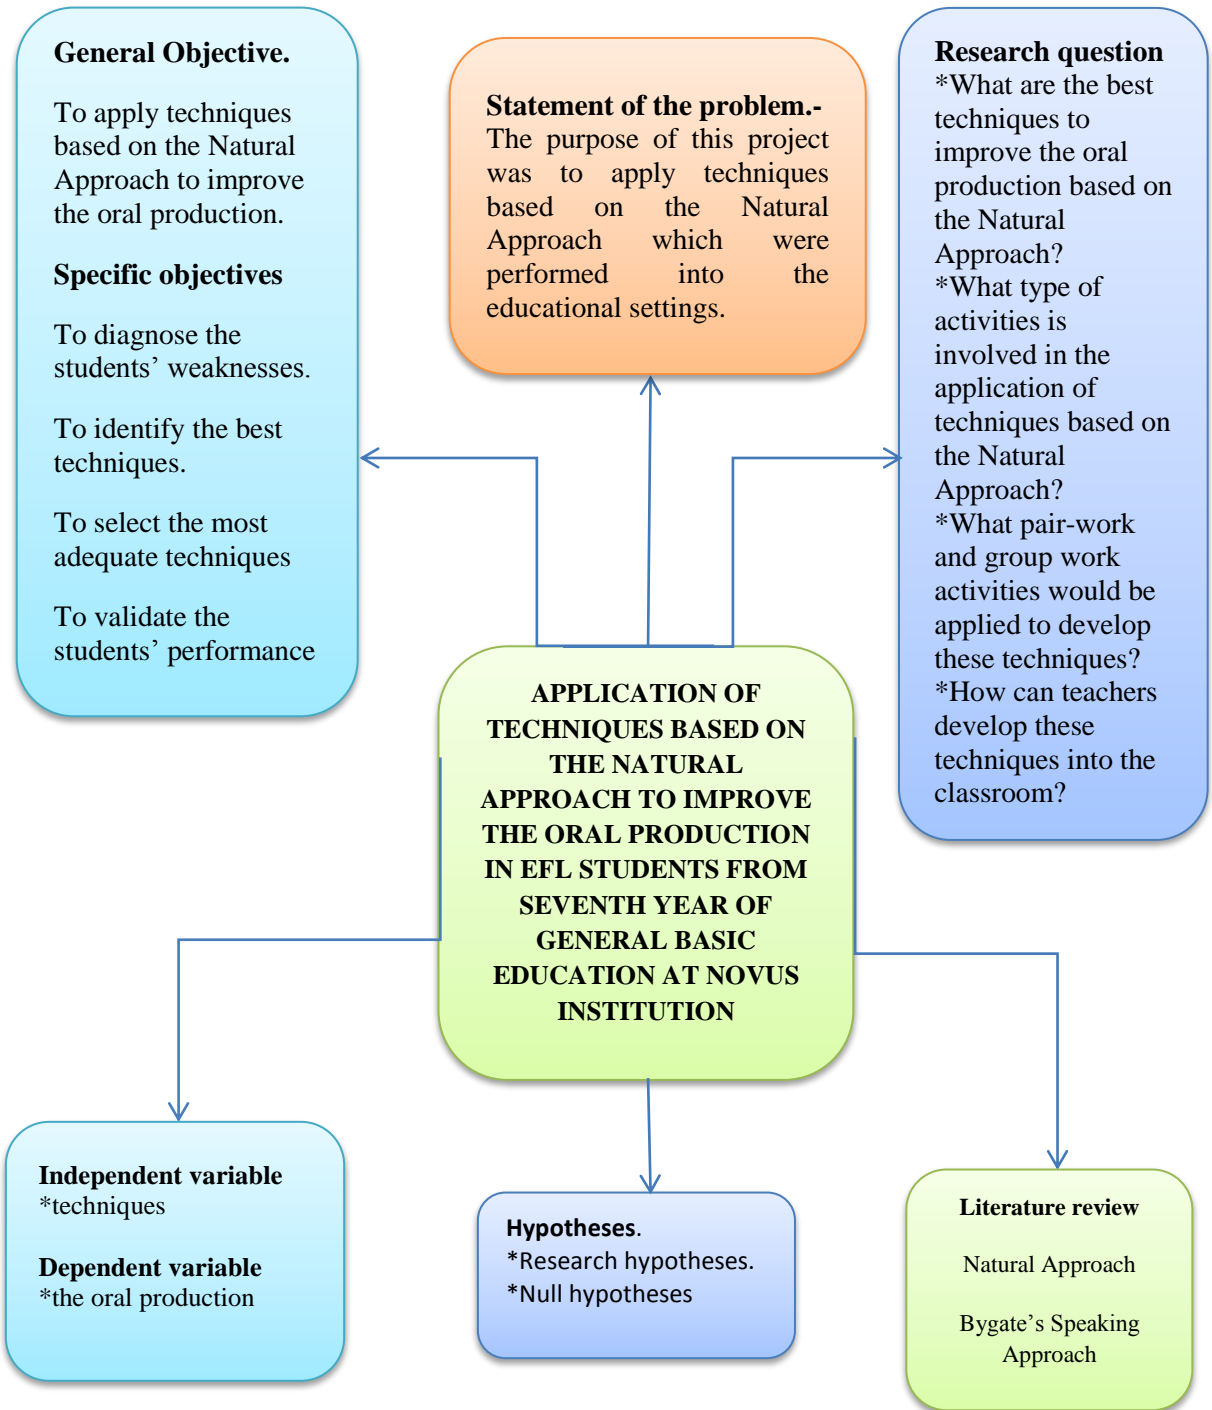 General Objective.
To apply techniques
based on the Natural
Approach to improve
the oral production.
Specific objectives
To diagnose the
students’ weaknesses.
To identify the best
techniques.
To select the most
adequate techniques
To validate the
students’ performance
Statement of the problem.-
The purpose of this project
was to apply techniques
based on the Natural
Approach which were
performed into the
educational settings.
Research question
*What are the best
techniques to
improve the oral
production based on
the Natural
Approach?
*What type of
activities is
involved in the
application of
techniques based on
the Natural
Approach?
*What pair-work
and group work
activities would be
applied to develop
these techniques?
*How can teachers
develop these
techniques into the
classroom?
APPLICATION OF
TECHNIQUES BASED ON
THE NATURAL
APPROACH TO IMPROVE
THE ORAL PRODUCTION
IN EFL STUDENTS FROM
SEVENTH YEAR OF
GENERAL BASIC
EDUCATION AT NOVUS
INSTITUTION
Independent variable
*techniques
Dependent variable
*the oral production
Hypotheses.
*Research hypotheses.
*Null hypotheses
Literature review
Natural Approach
Bygate’s Speaking
Approach